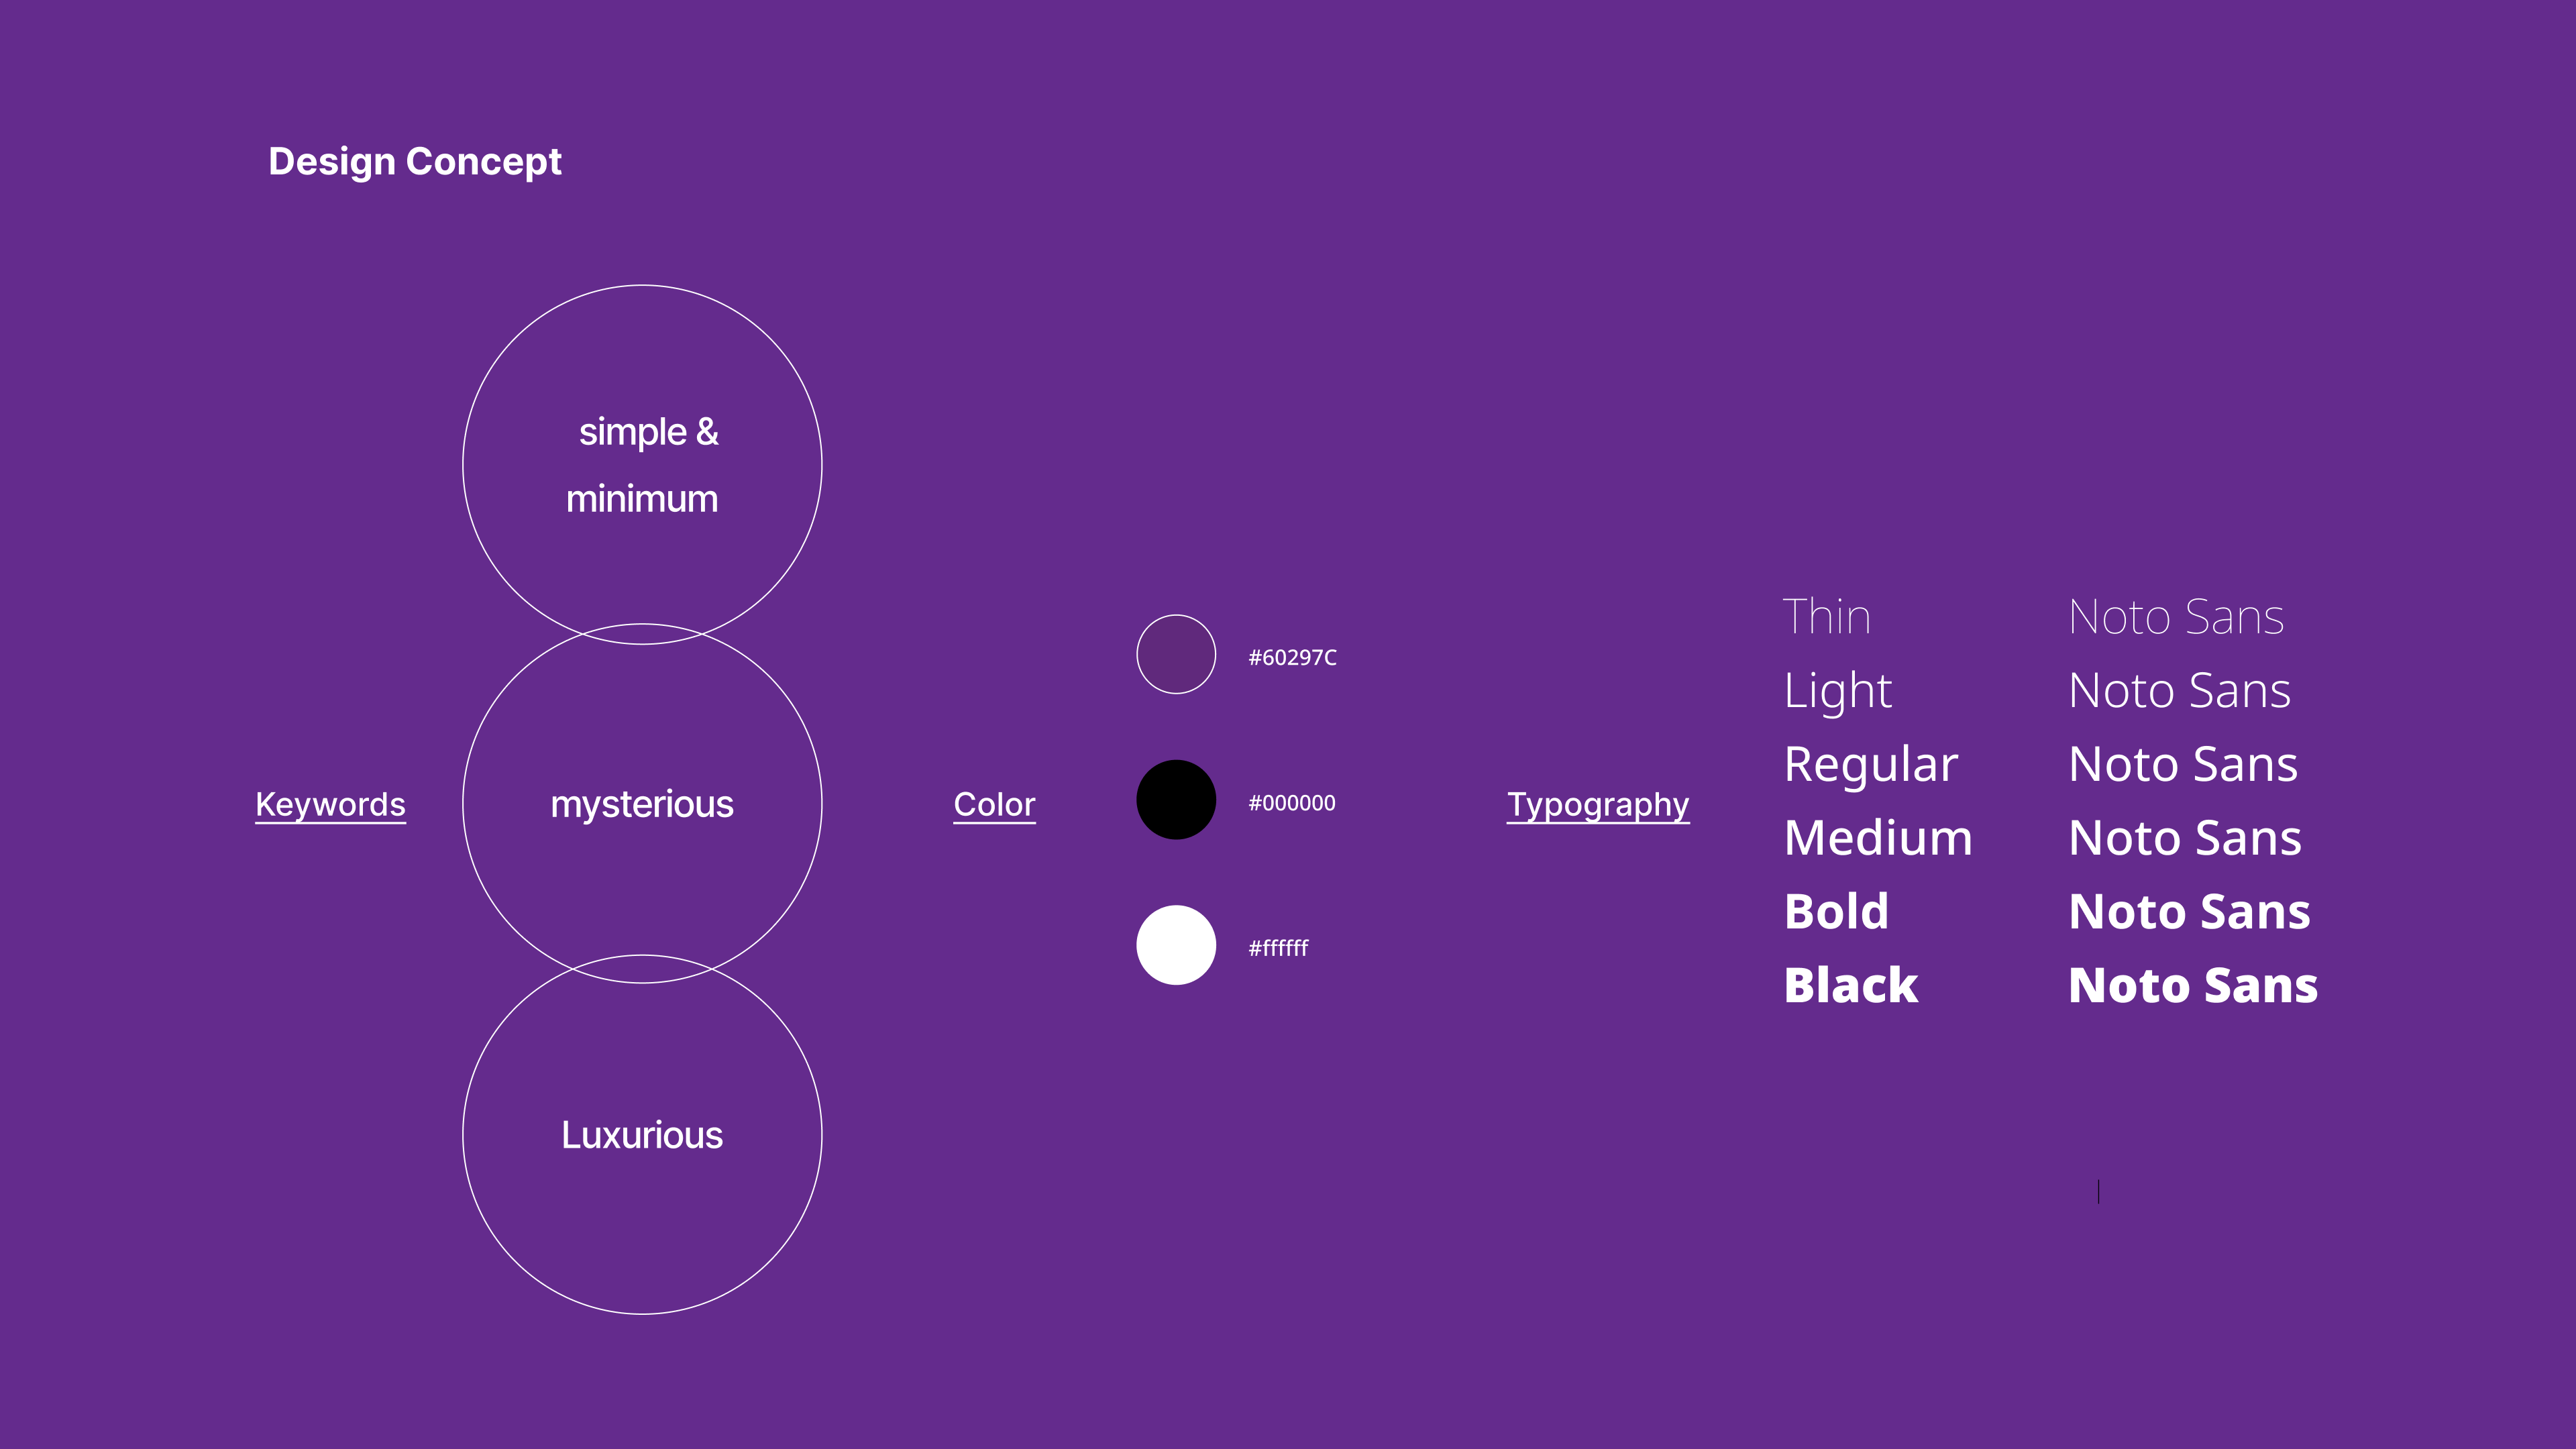 Design Concept
Keywords
simple &
minimum
mysterious
Luxurious
Color
#60297C
#000000
#ffffff
Typography
Thin Noto Sans
Light Noto Sans
Regular Noto Sans
Medium Noto Sans
Bold Noto Sans
Black Noto Sans